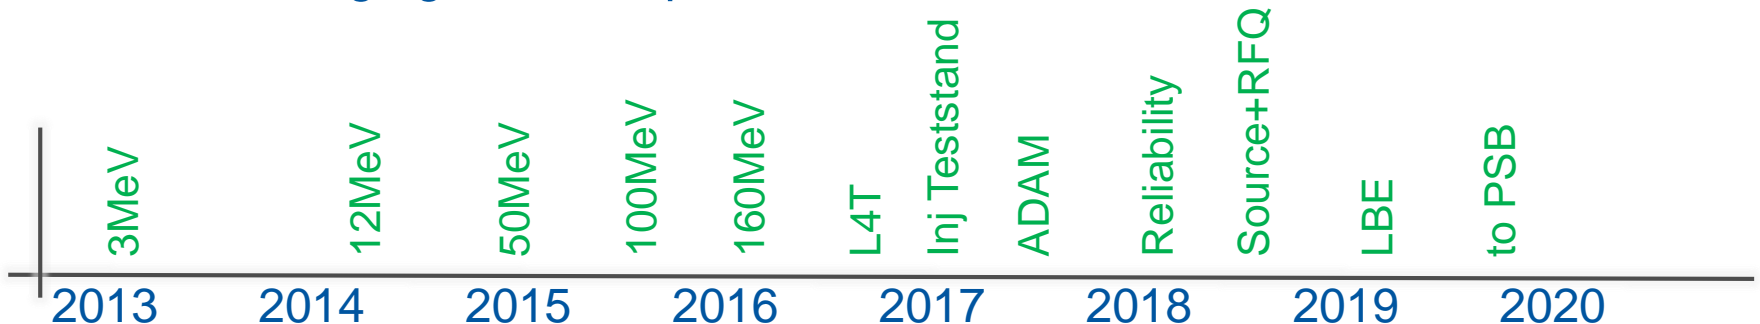 3MeV
12MeV
50MeV
100MeV
160MeV
L4T
Inj Teststand
ADAM
Reliability
Source+RFQ
LBE
to PSB
2013 2014 2015 2016 2017 2018 2019 2020